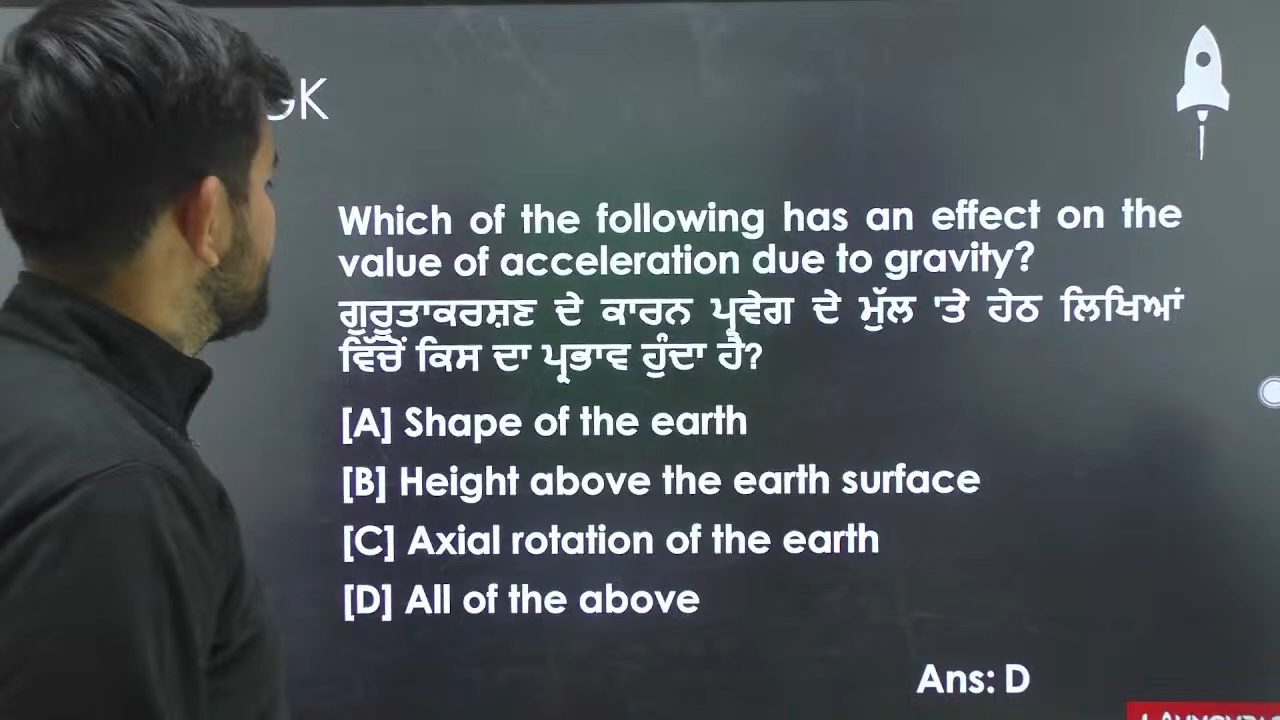 GK
Which of the following has an effect on the
value of acceleration due to gravity?
ਗੁਰੂਤਾਕਰਸ਼ਣ ਦੇ ਕਾਰਨ ਪ੍ਰਵੇਗ ਦੇ ਮੁੱਲ 'ਤੇ ਹੇਠ ਲਿਖਿਆਂ
ਵਿੱਚੋਂ ਕਿਸ ਦਾ ਪ੍ਰਭਾਵ ਹੁੰਦਾ ਹੈ?
[A] Shape of the earth
[B] Height above the earth surface
[C] Axial rotation of the earth
[D] All of the above
Ans: D